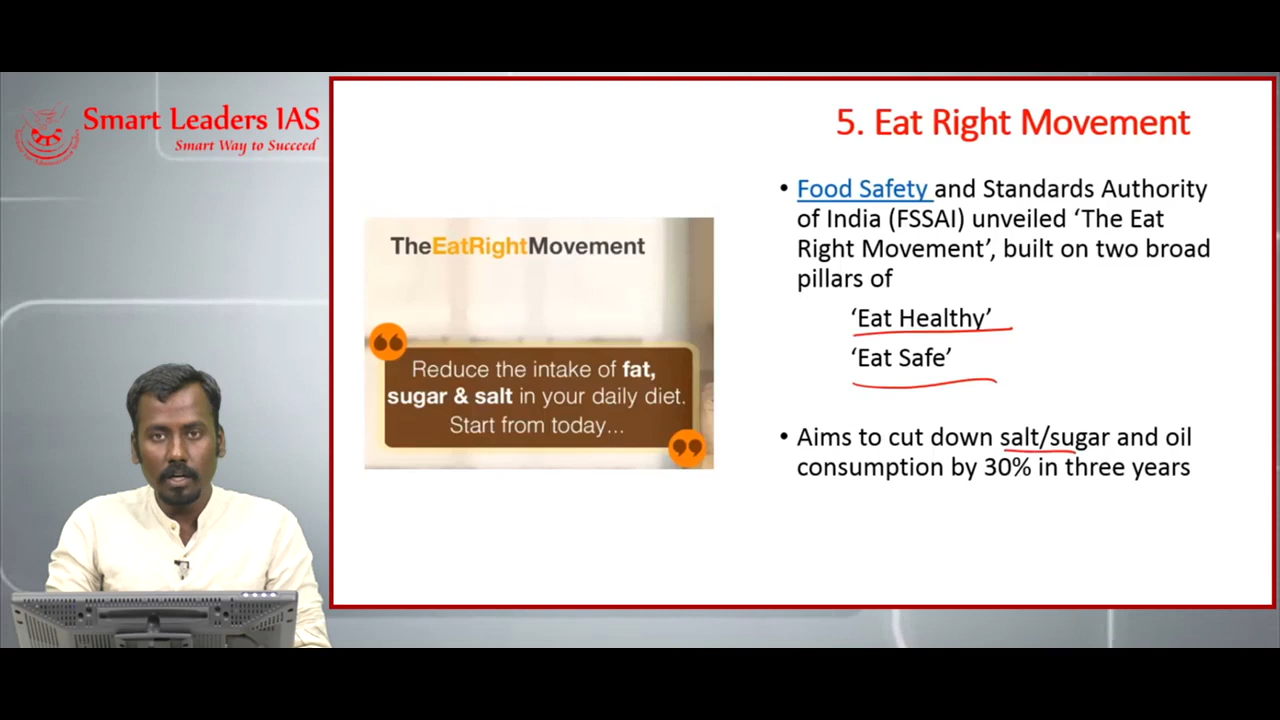 Smart Leaders IAS
Smart Way to Succeed
5. Eat Right Movement
• Food Safety and Standards Authority
of India (FSSAI) unveiled ‘The Eat
Right Movement’, built on two broad
pillars of
‘Eat Healthy’
‘Eat Safe’
• Aims to cut down salt/sugar and oil
consumption by 30% in three years
TheEatRightMovement
Reduce the intake of fat,
sugar & salt in your daily diet.
Start from today...